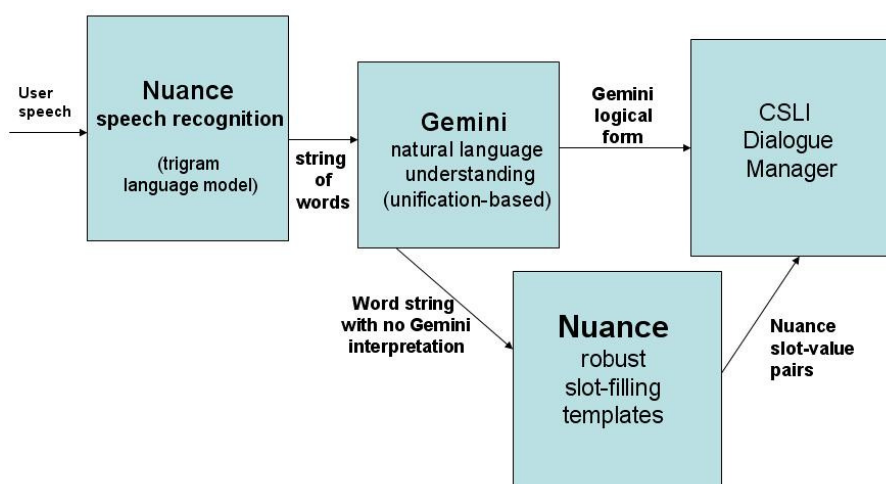 User
speech
Nuance
speech recognition
(trigram
language model)
string
of
words
Gemini
natural language
understanding
(unification-based)
Gemini
logical
form
CSLI
Dialogue
Manager
Word string
with no Gemini
interpretation
Nuance
robust
slot-filling
templates
Nuance
slot-value
pairs